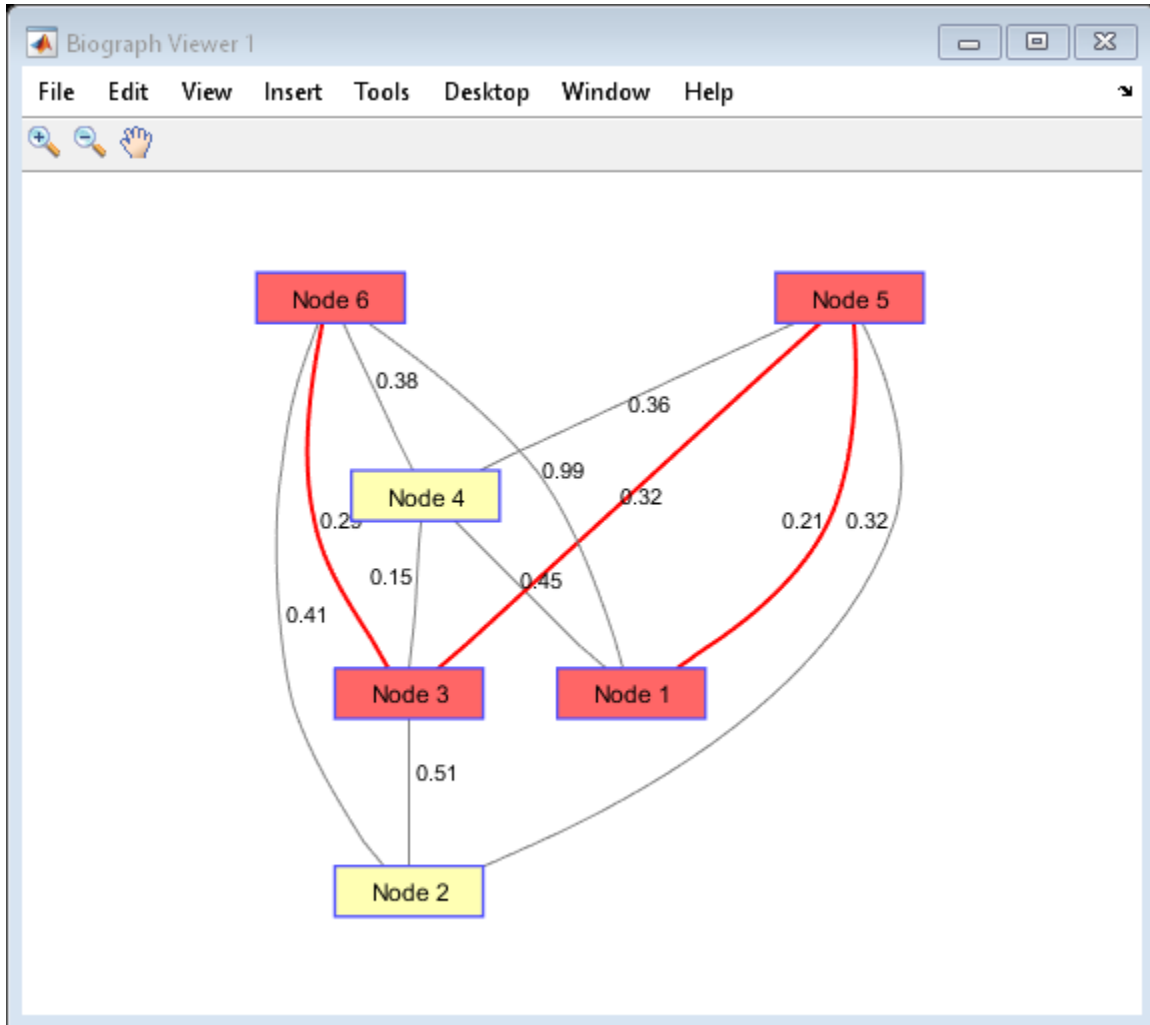 Biograph Viewer 1
File Edit View Insert Tools Desktop Window Help
Node 6
Node 5
0.38
0.36
0.99
Node 4
0.32
0.21
0.32
0.15
0.45
0.41
Node 3
Node 1
0.51
Node 2